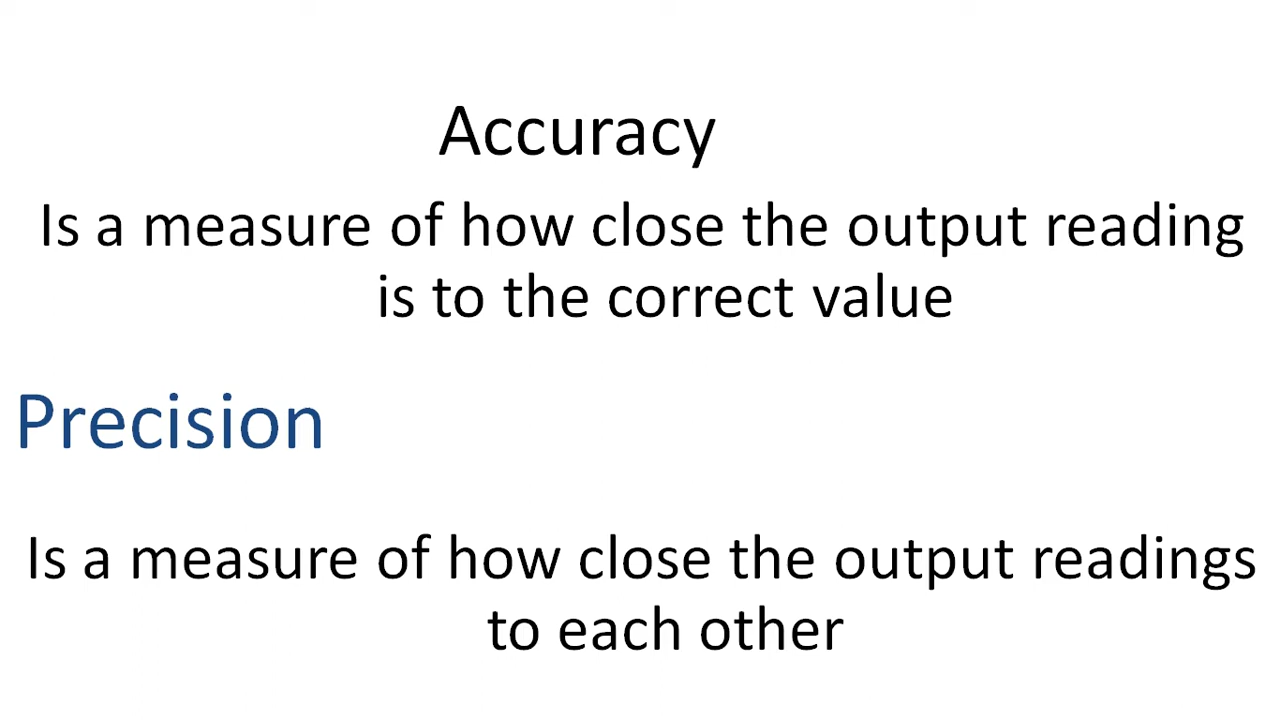 Accuracy
Is a measure of how close the output reading
is to the correct value
Precision
Is a measure of how close the output readings
to each other